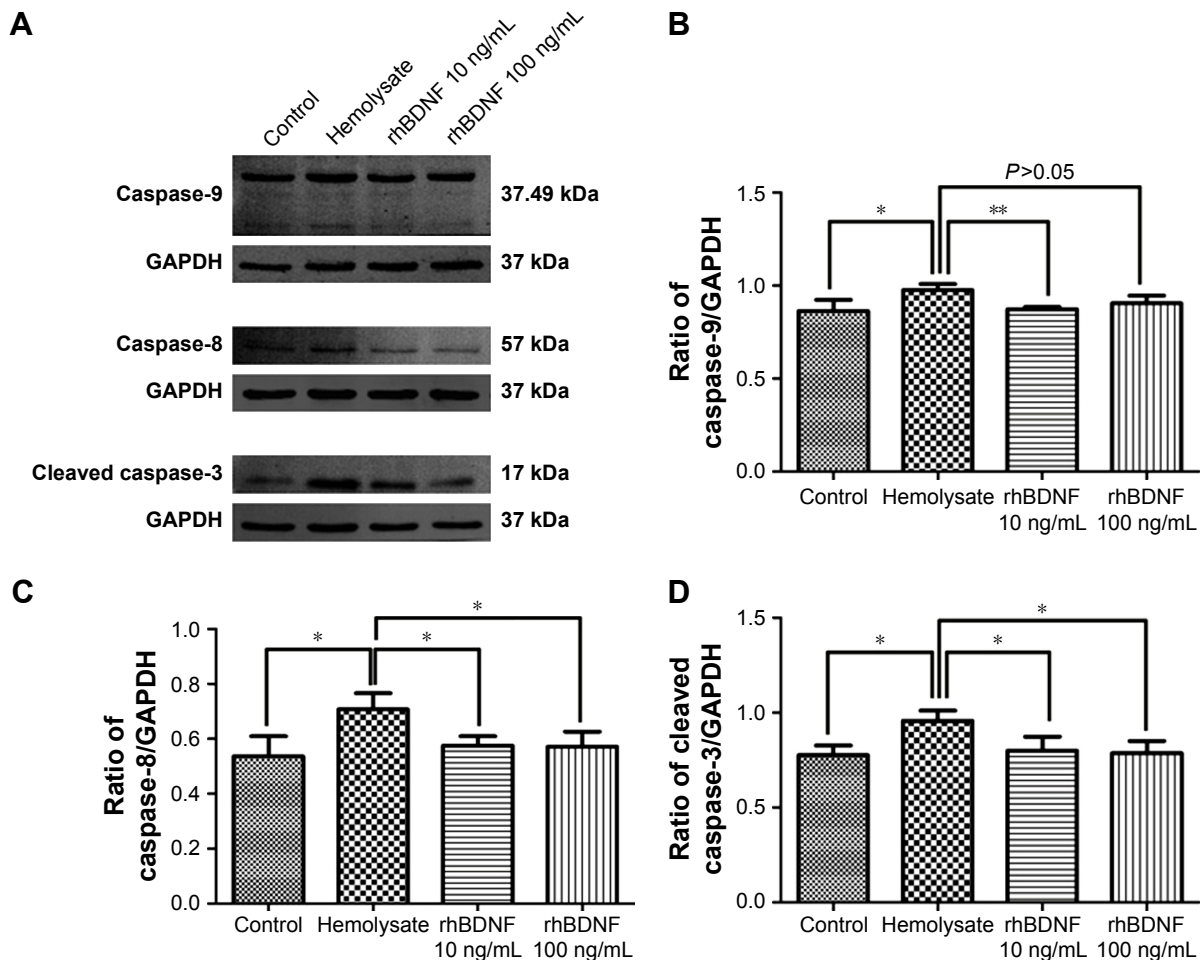 A
Control
Hemolysate
rhBDNF 10 ng/mL
rhBDNF 100 ng/mL
Caspase-9
37.49 kDa
GAPDH
37 kDa
Caspase-8
57 kDa
GAPDH
37 kDa
Cleaved caspase-3
17 kDa
GAPDH
37 kDa
B
Ratio of
caspase-9/GAPDH
1.5
1.0
0.5
0.0
*
**
P>0.05
Control
Hemolysate
rhBDNF
10 ng/mL
rhBDNF
100 ng/mL
C
Ratio of
caspase-8/GAPDH
1.0
0.8
0.6
0.4
0.2
0.0
*
*
*
Control
Hemolysate
rhBDNF
10 ng/mL
rhBDNF
100 ng/mL
D
Ratio of cleaved
caspase-3/GAPDH
1.5
1.0
0.5
0.0
*
*
*
Control
Hemolysate
rhBDNF
10 ng/mL
rhBDNF
100 ng/mL